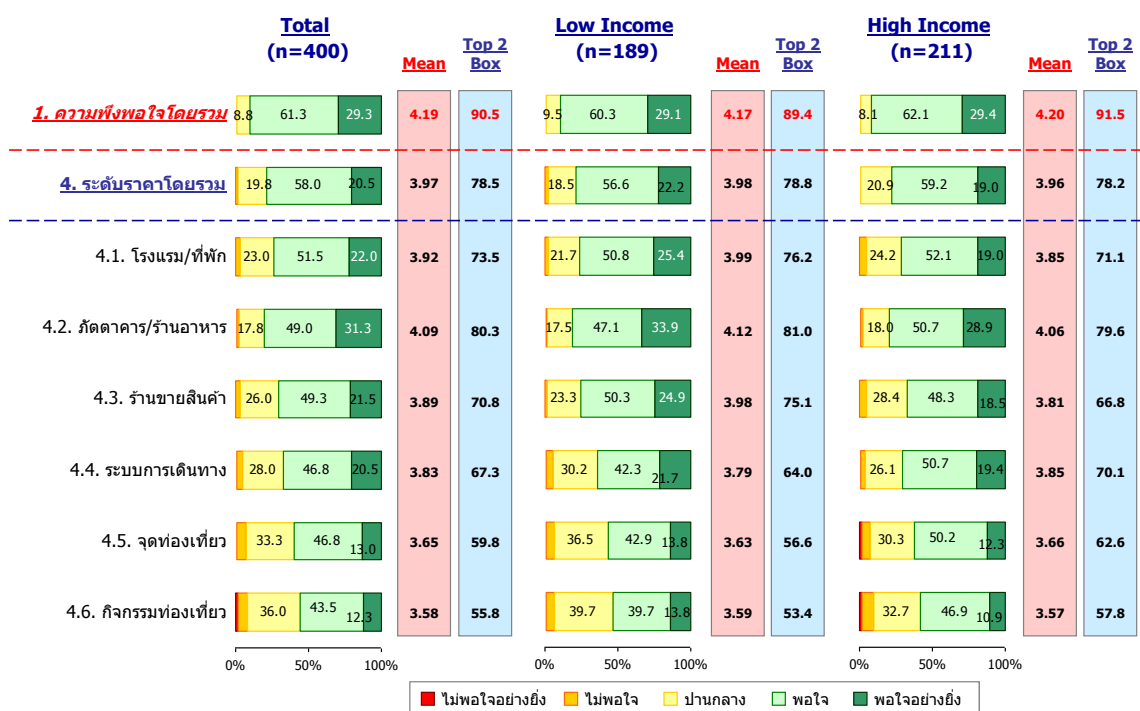 Total Low Income High Income
(n=400) Mean Top 2 Box (n=189) Mean Top 2 Box (n=211) Mean Top 2 Box
1. ความพึงพอใจโดยรวม 8.8 61.3 29.3 4.19 90.5 9.5 60.3 29.1 4.17 89.4 8.1 62.1 29.4 4.20 91.5
4. ระดับราคาโดยรวม 19.8 58.0 20.5 3.97 78.5 18.5 56.6 22.2 3.98 78.8 20.9 59.2 19.0 3.96 78.2
4.1. โรงแรม/ที่พัก 23.0 51.5 22.0 3.92 73.5 21.7 50.8 25.4 3.99 76.2 24.2 52.1 19.0 3.85 71.1
4.2. ภัตตาคาร/ร้านอาหาร 17.8 49.0 31.3 4.09 80.3 17.5 47.1 33.9 4.12 81.0 18.0 50.7 28.9 4.06 79.6
4.3. ร้านขายสินค้า 26.0 49.3 21.5 3.89 70.8 23.3 50.3 24.9 3.98 75.1 28.4 48.3 18.5 3.81 66.8
4.4. ระบบการเดินทาง 28.0 46.8 20.5 3.83 67.3 30.2 42.3 21.7 3.79 64.0 26.1 50.7 19.4 3.85 70.1
4.5. จุดท่องเที่ยว 33.3 46.8 13.0 3.65 59.8 36.5 42.9 13.8 3.63 56.6 30.3 50.2 12.3 3.66 62.6
4.6. กิจกรรมท่องเที่ยว 36.0 43.5 12.3 3.58 55.8 39.7 39.7 13.8 3.59 53.4 32.7 46.9 10.9 3.57 57.8
0% 50% 100% 0% 50% 100% 0% 50% 100%
ไม่พอใจอย่างยิ่ง ไม่พอใจ ปานกลาง พอใจ พอใจอย่างยิ่ง